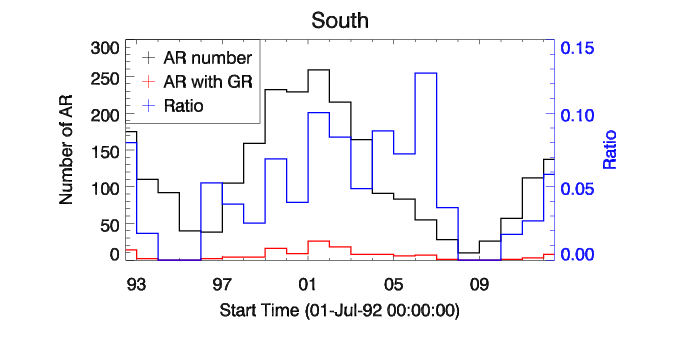 South
300
250
200
150
100
50
0
Number of AR
AR number
AR with GR
Ratio
0.15
0.10
0.05
0.00
Ratio
93 97 01 05 09
Start Time (01-Jul-92 00:00:00)